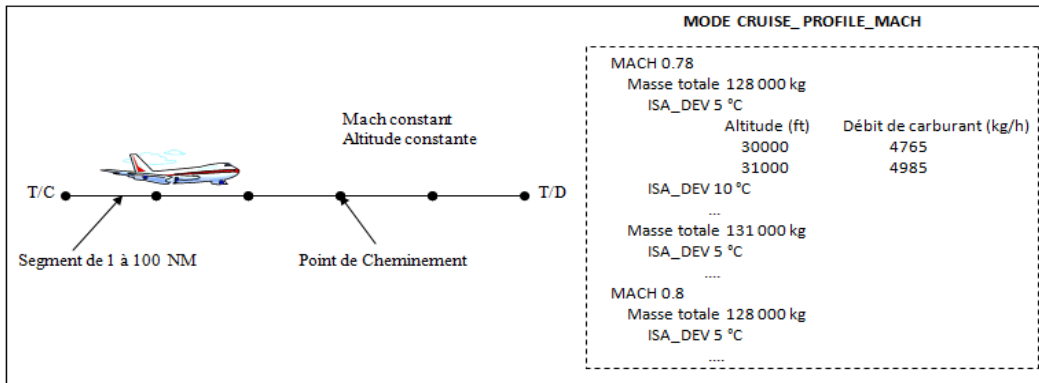 Mach constant
Altitude constante
T/C
T/D
Segment de 1 à 100 NM
Point de Cheminement
MODE CRUISE_ PROFILE_MACH
MACH 0.78
Masse totale 128 000 kg
ISA_DEV 5 °C
Altitude (ft) Débit de carburant (kg/h)
30000 4765
31000 4985
ISA_DEV 10 °C
...
Masse totale 131 000 kg
ISA_DEV 5 °C
....
MACH 0.8
Masse totale 128 000 kg
ISA_DEV 5 °C
....